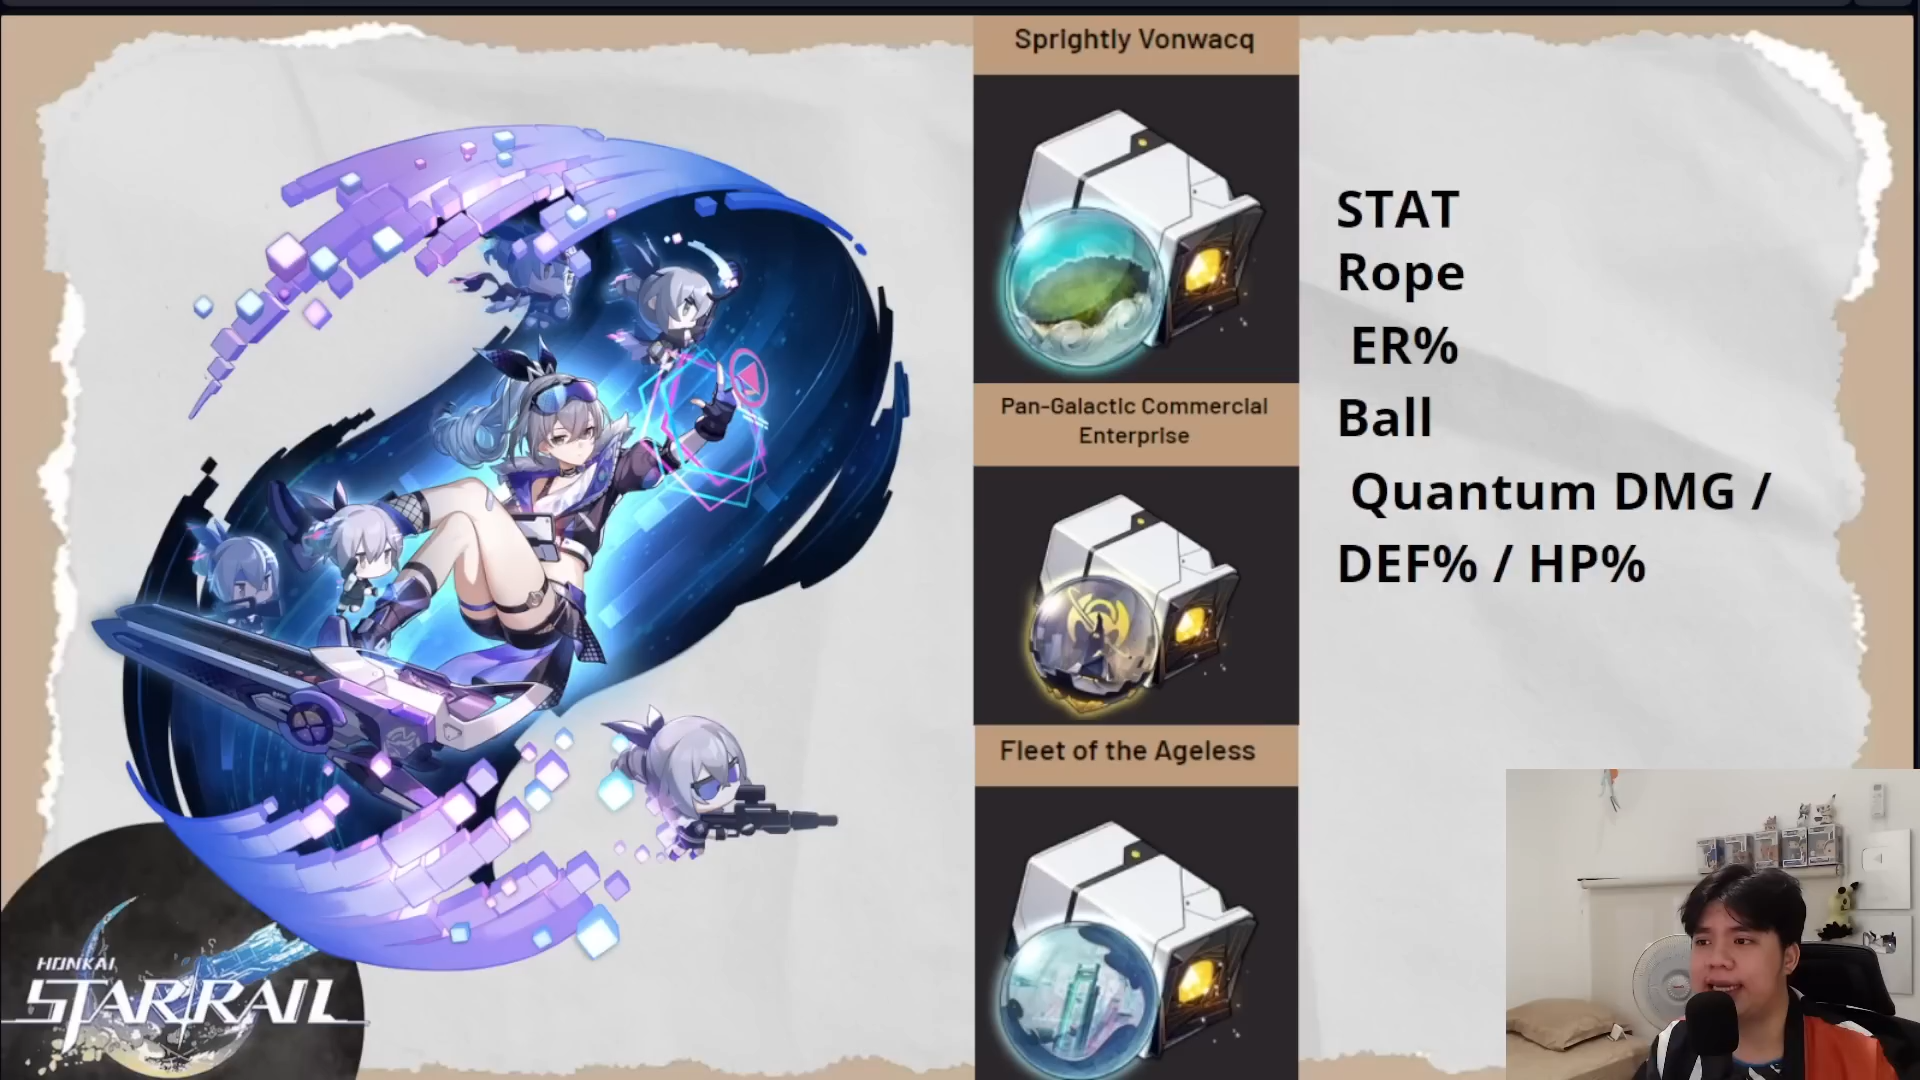 Sprightly Vonwacq
Pan-Galactic Commercial
Enterprise
Fleet of the Ageless
STAT
Rope
ER%
Ball
Quantum DMG /
DEF% / HP%
HONKAI
STAR RAIL